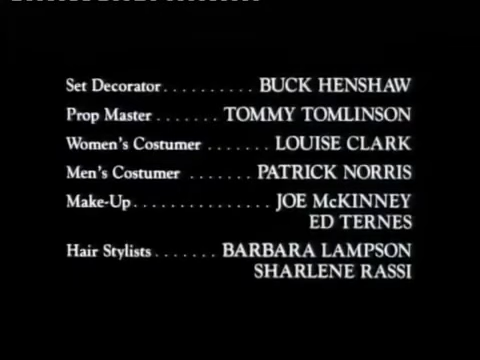 Set Decorator . . . . . . . . . . BUCK HENSHAW
Prop Master . . . . . . . TOMMY TOMLINSON
Women's Costumer . . . . . . . LOUISE CLARK
Men's Costumer . . . . . . . PATRICK NORRIS
Make-Up . . . . . . . . . . . . . . . JOE McKINNEY
ED TERNES
Hair Stylists . . . . . . . BARBARA LAMPSON
SHARLENE RASSI